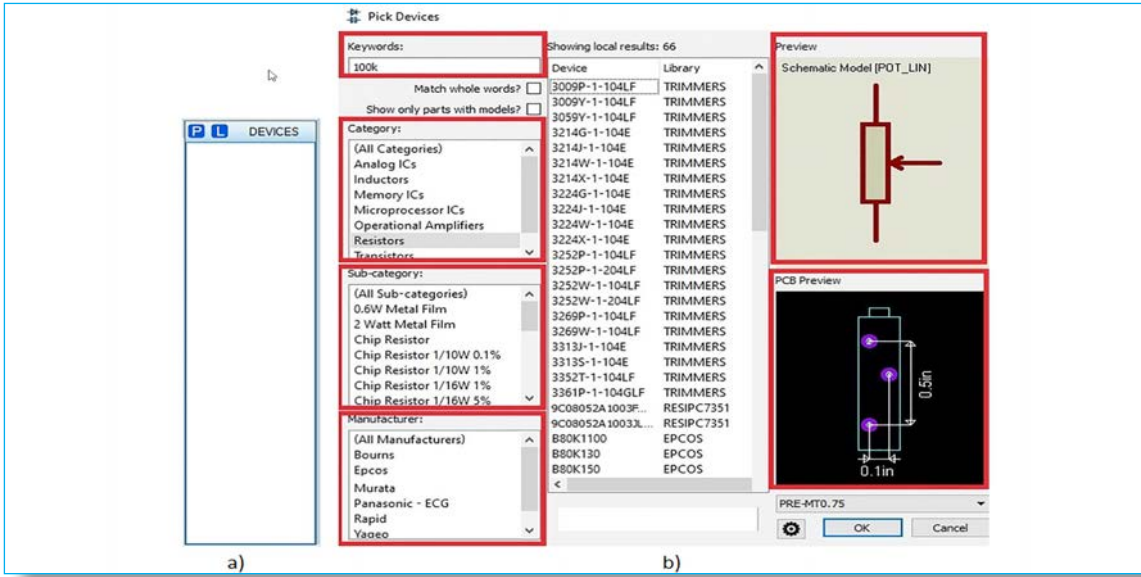 Pick Devices
Keywords:
100k
Match whole words?
Show only parts with models?
P L DEVICES
Category:
(All Categories)
Analog ICs
Inductors
Memory ICs
Microprocessor ICs
Operational Amplifiers
Resistors
Transistors
Sub-category:
(All Sub-categories)
0.6W Metal Film
2 Watt Metal Film
Chip Resistor
Chip Resistor 1/10W 0.1%
Chip Resistor 1/10W 1%
Chip Resistor 1/16W 1%
Chip Resistor 1/16W 5%
Manufacturer:
(All Manufacturers)
Bourns
Epcos
Murata
Panasonic - ECG
Rapid
Yageo
Showing local results: 66
Device Library
3009P-1-104LF TRIMMERS
3009Y-1-104LF TRIMMERS
3059Y-1-104LF TRIMMERS
3214G-1-104E TRIMMERS
3214J-1-104E TRIMMERS
3214W-1-104E TRIMMERS
3214X-1-104E TRIMMERS
3224G-1-104E TRIMMERS
3224J-1-104E TRIMMERS
3224W-1-104E TRIMMERS
3224X-1-104E TRIMMERS
3252P-1-104LF TRIMMERS
3252P-1-204LF TRIMMERS
3252W-1-104LF TRIMMERS
3252W-1-204LF TRIMMERS
3269P-1-104LF TRIMMERS
3269W-1-104LF TRIMMERS
3313J-1-104E TRIMMERS
3313S-1-104E TRIMMERS
3352T-1-104LF TRIMMERS
3361P-1-104GLF TRIMMERS
9C08052A1003F... RESIPC7351
9C08052A1003JL... RESIPC7351
B80K1100 EPCOS
B80K130 EPCOS
B80K150 EPCOS
Preview
Schematic Model [POT_LIN]
PCB Preview
0.5in
0.1in
PRE-MT0.75
OK Cancel
a) b)